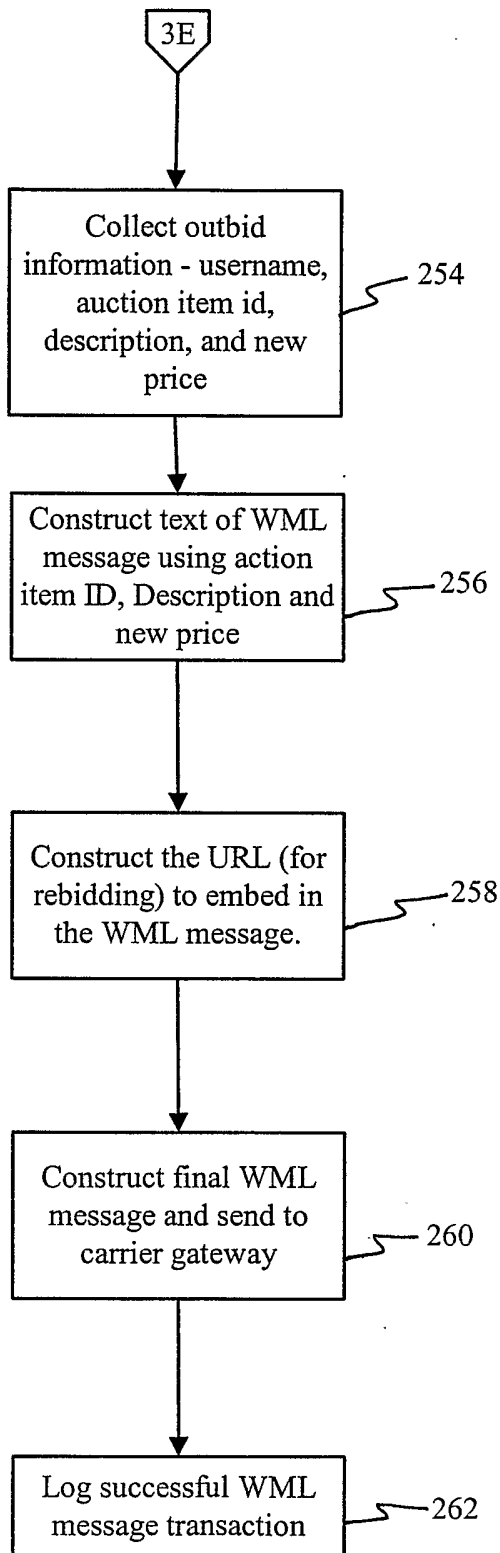 3E
Collect outbid
information - username,
auction item id,
description, and new
price
254
Construct text of WML
message using action
item ID, Description and
new price
256
Construct the URL (for
rebidding) to embed in
the WML message.
258
Construct final WML
message and send to
carrier gateway
260
Log successful WML
message transaction
262